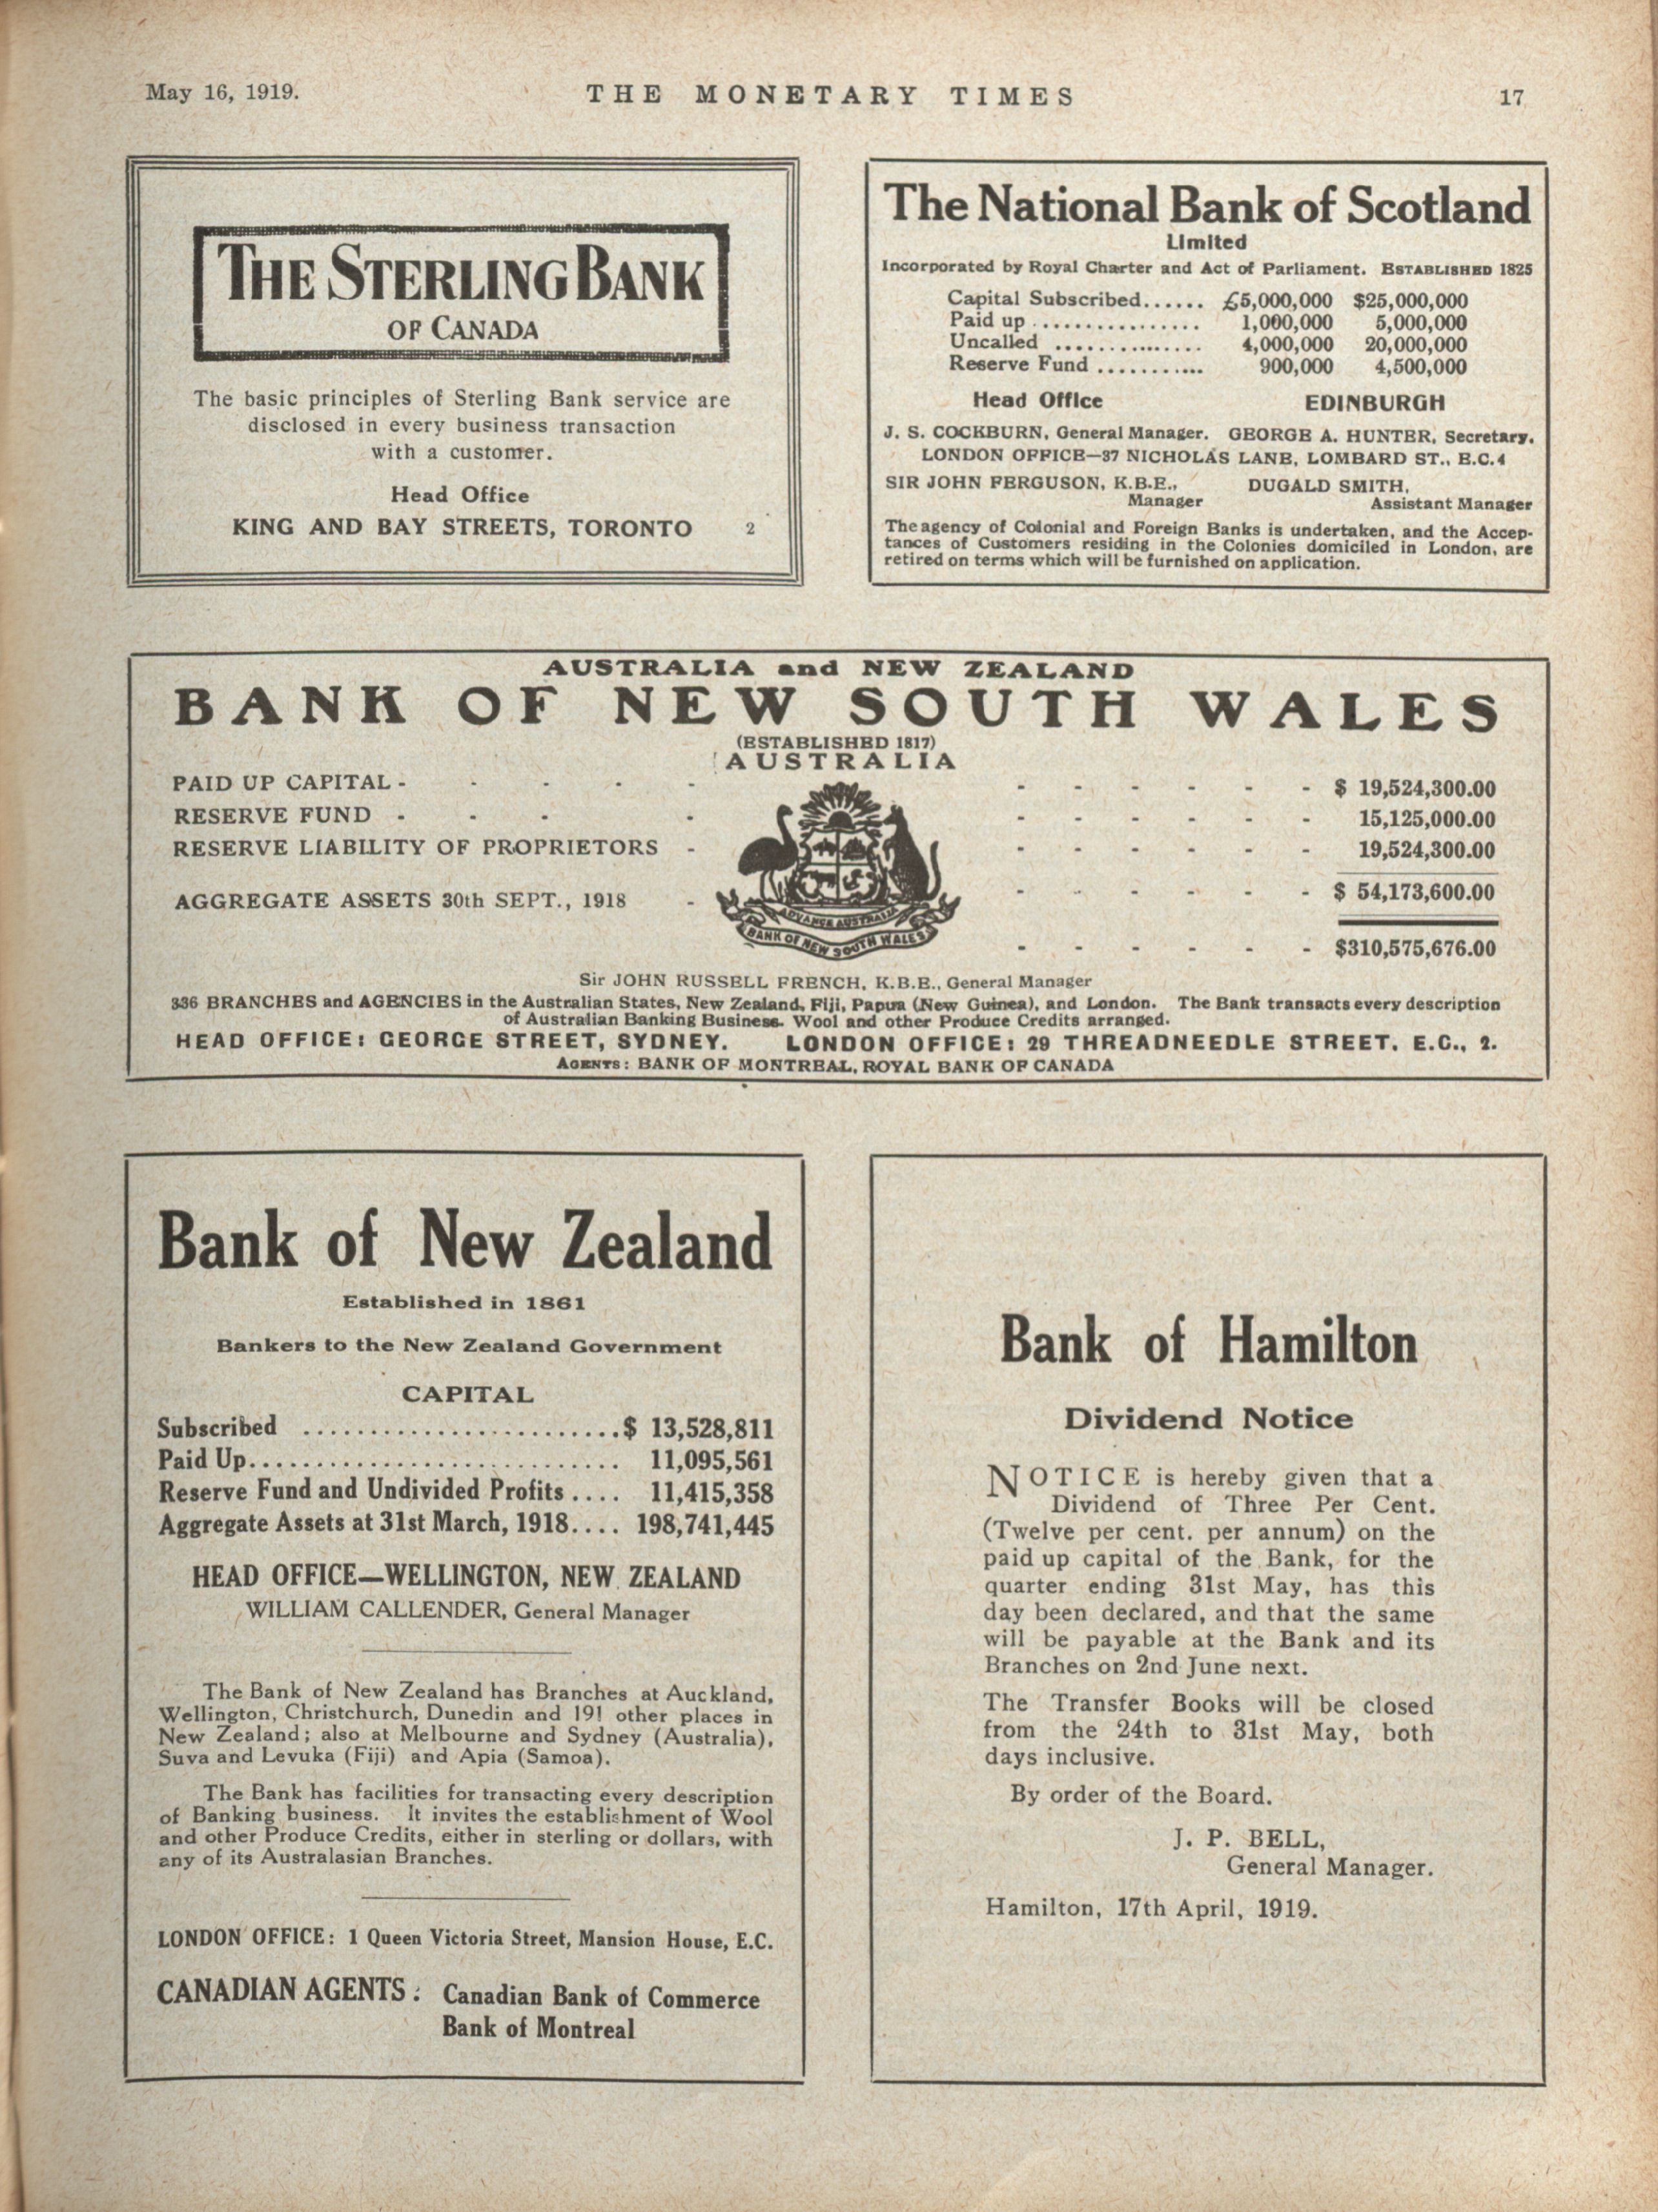 May 16, 1919.
THE MONETARY TIMES
17
THE STERLING BANK
OF CANADA
The basic principles of Sterling Bank service are
disclosed in every business transaction
with a customer.
Head Office
KING AND BAY STREETS, TORONTO 2
The National Bank of Scotland
Limited
Incorporated by Royal Charter and Act of Parliament. ESTABLISHED 1825
Capital Subscribed...... £5,000,000 $25,000,000
Paid up ................ 1,000,000 5,000,000
Uncalled ............... 4,000,000 20,000,000
Reserve Fund ........... 900,000 4,500,000
Head Office EDINBURGH
J. S. COCKBURN, General Manager. GEORGE A. HUNTER, Secretary.
LONDON OFFICE—37 NICHOLAS LANE, LOMBARD ST., E.C.4
SIR JOHN FERGUSON, K.B.E., DUGALD SMITH,
Manager Assistant Manager
The agency of Colonial and Foreign Banks is undertaken, and the Accep-
tances of Customers residing in the Colonies domiciled in London, are
retired on terms which will be furnished on application.
AUSTRALIA and NEW ZEALAND
BANK OF NEW SOUTH WALES
(ESTABLISHED 1817)
AUSTRALIA
PAID UP CAPITAL - - - - - - - - - - - - $ 19,524,300.00
RESERVE FUND - - - - - - - - - - 15,125,000.00
RESERVE LIABILITY OF PROPRIETORS - - - - - - - 19,524,300.00
$ 54,173,600.00
AGGREGATE ASSETS 30th SEPT., 1918 - - - - - - - $310,575,676.00
ADVANCE AUSTRALIA
BANK OF NEW SOUTH WALES
Sir JOHN RUSSELL FRENCH, K.B.E., General Manager
336 BRANCHES and AGENCIES in the Australian States, New Zealand, Fiji, Papua (New Guinea), and London. The Bank transacts every description
of Australian Banking Business. Wool and other Produce Credits arranged.
HEAD OFFICE: GEORGE STREET, SYDNEY. LONDON OFFICE: 29 THREADNEEDLE STREET, E.C., 2.
AGENTS: BANK OF MONTREAL, ROYAL BANK OF CANADA
Bank of New Zealand
Established in 1861
Bankers to the New Zealand Government
CAPITAL
Subscribed ........................$ 13,528,811
Paid Up............................ 11,095,561
Reserve Fund and Undivided Profits .... 11,415,358
Aggregate Assets at 31st March, 1918.... 198,741,445
HEAD OFFICE—WELLINGTON, NEW ZEALAND
WILLIAM CALLENDER, General Manager
The Bank of New Zealand has Branches at Auckland,
Wellington, Christchurch, Dunedin and 191 other places in
New Zealand; also at Melbourne and Sydney (Australia),
Suva and Levuka (Fiji) and Apia (Samoa).
The Bank has facilities for transacting every description
of Banking business. It invites the establishment of Wool
and other Produce Credits, either in sterling or dollars, with
any of its Australasian Branches.
LONDON OFFICE: 1 Queen Victoria Street, Mansion House, E.C.
CANADIAN AGENTS: Canadian Bank of Commerce
Bank of Montreal
Bank of Hamilton
Dividend Notice
NOTICE is hereby given that a
Dividend of Three Per Cent.
(Twelve per cent. per annum) on the
paid up capital of the Bank, for the
quarter ending 31st May, has this
day been declared, and that the same
will be payable at the Bank and its
Branches on 2nd June next.
The Transfer Books will be closed
from the 24th to 31st May, both
days inclusive.
By order of the Board.
J. P. BELL,
General Manager.
Hamilton, 17th April, 1919.